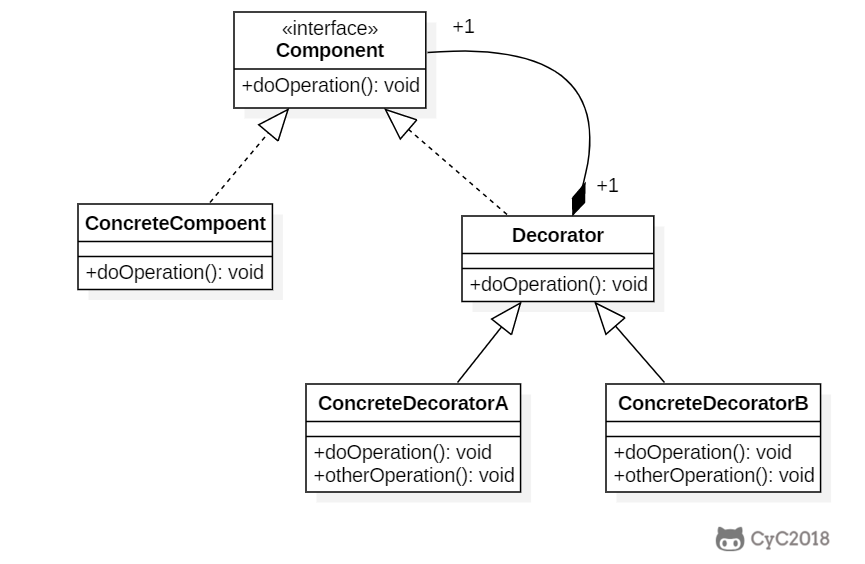 «interface»
Component
+doOperation(): void
+1
+1
ConcreteCompoent
+doOperation(): void
Decorator
+doOperation(): void
ConcreteDecoratorA
+doOperation(): void
+otherOperation(): void
ConcreteDecoratorB
+doOperation(): void
+otherOperation(): void
CyC2018